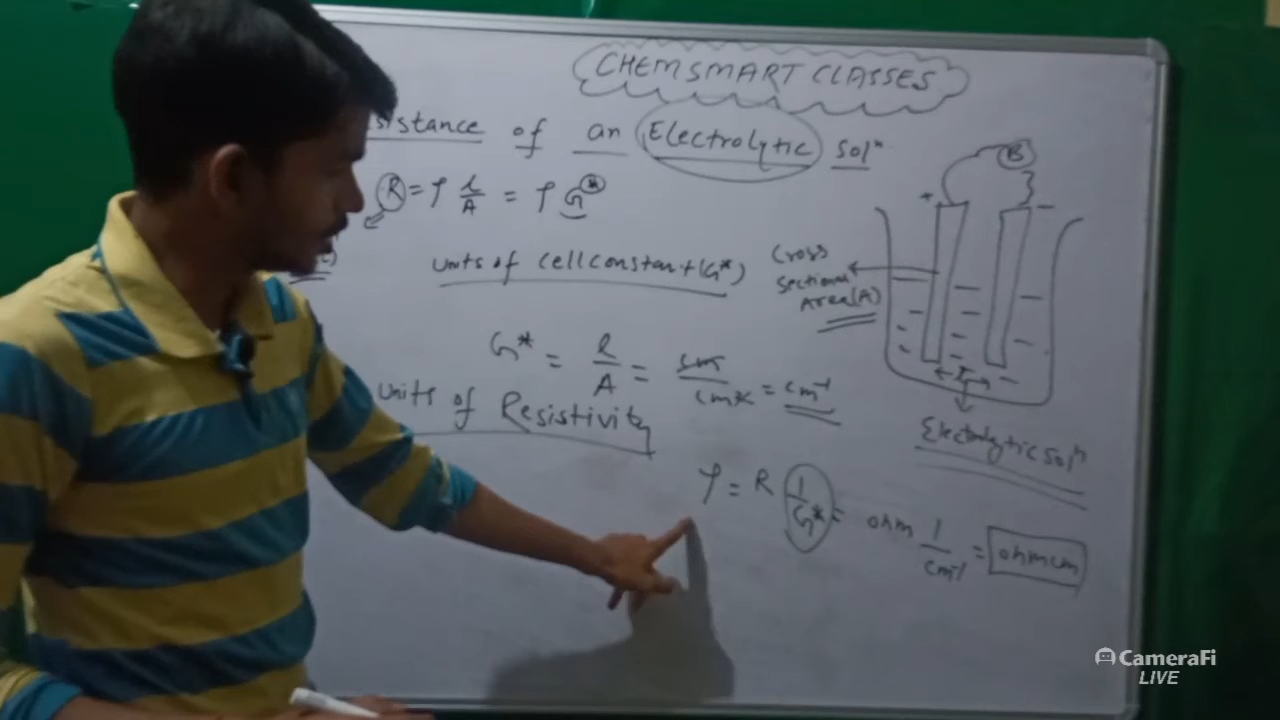 CHEMSMART CLASSES
sistance of an Electrolytic solⁿ
R = ρ l/A = ρ G*
units of cell constant (G*)
G* = l/A = cm/cm² = cm⁻¹
units of Resistivity
ρ = R 1/G* = ohm 1/cm⁻¹ = ohm cm
B
+ −
Cross
Sectional
Area(A)
l
Electrolytic solⁿ
CameraFi
LIVE